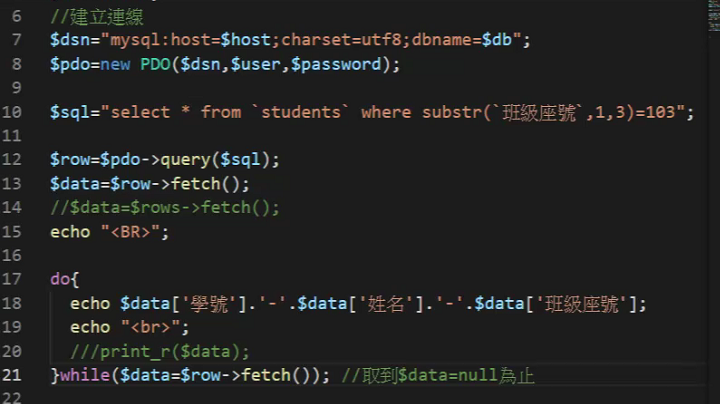 6 //建立連線
7 $dsn="mysql:host=$host;charset=utf8;dbname=$db";
8 $pdo=new PDO($dsn,$user,$password);
9
10 $sql="select * from `students` where substr(`班級座號`,1,3)=103";
11
12 $row=$pdo->query($sql);
13 $data=$row->fetch();
14 //$data=$rows->fetch();
15 echo "<BR>";
16
17 do{
18 echo $data['學號'].'-'.$data['姓名'].'-'.$data['班級座號'];
19 echo "<br>";
20 ///print_r($data);
21 }while($data=$row->fetch()); //取到$data=null為止
22